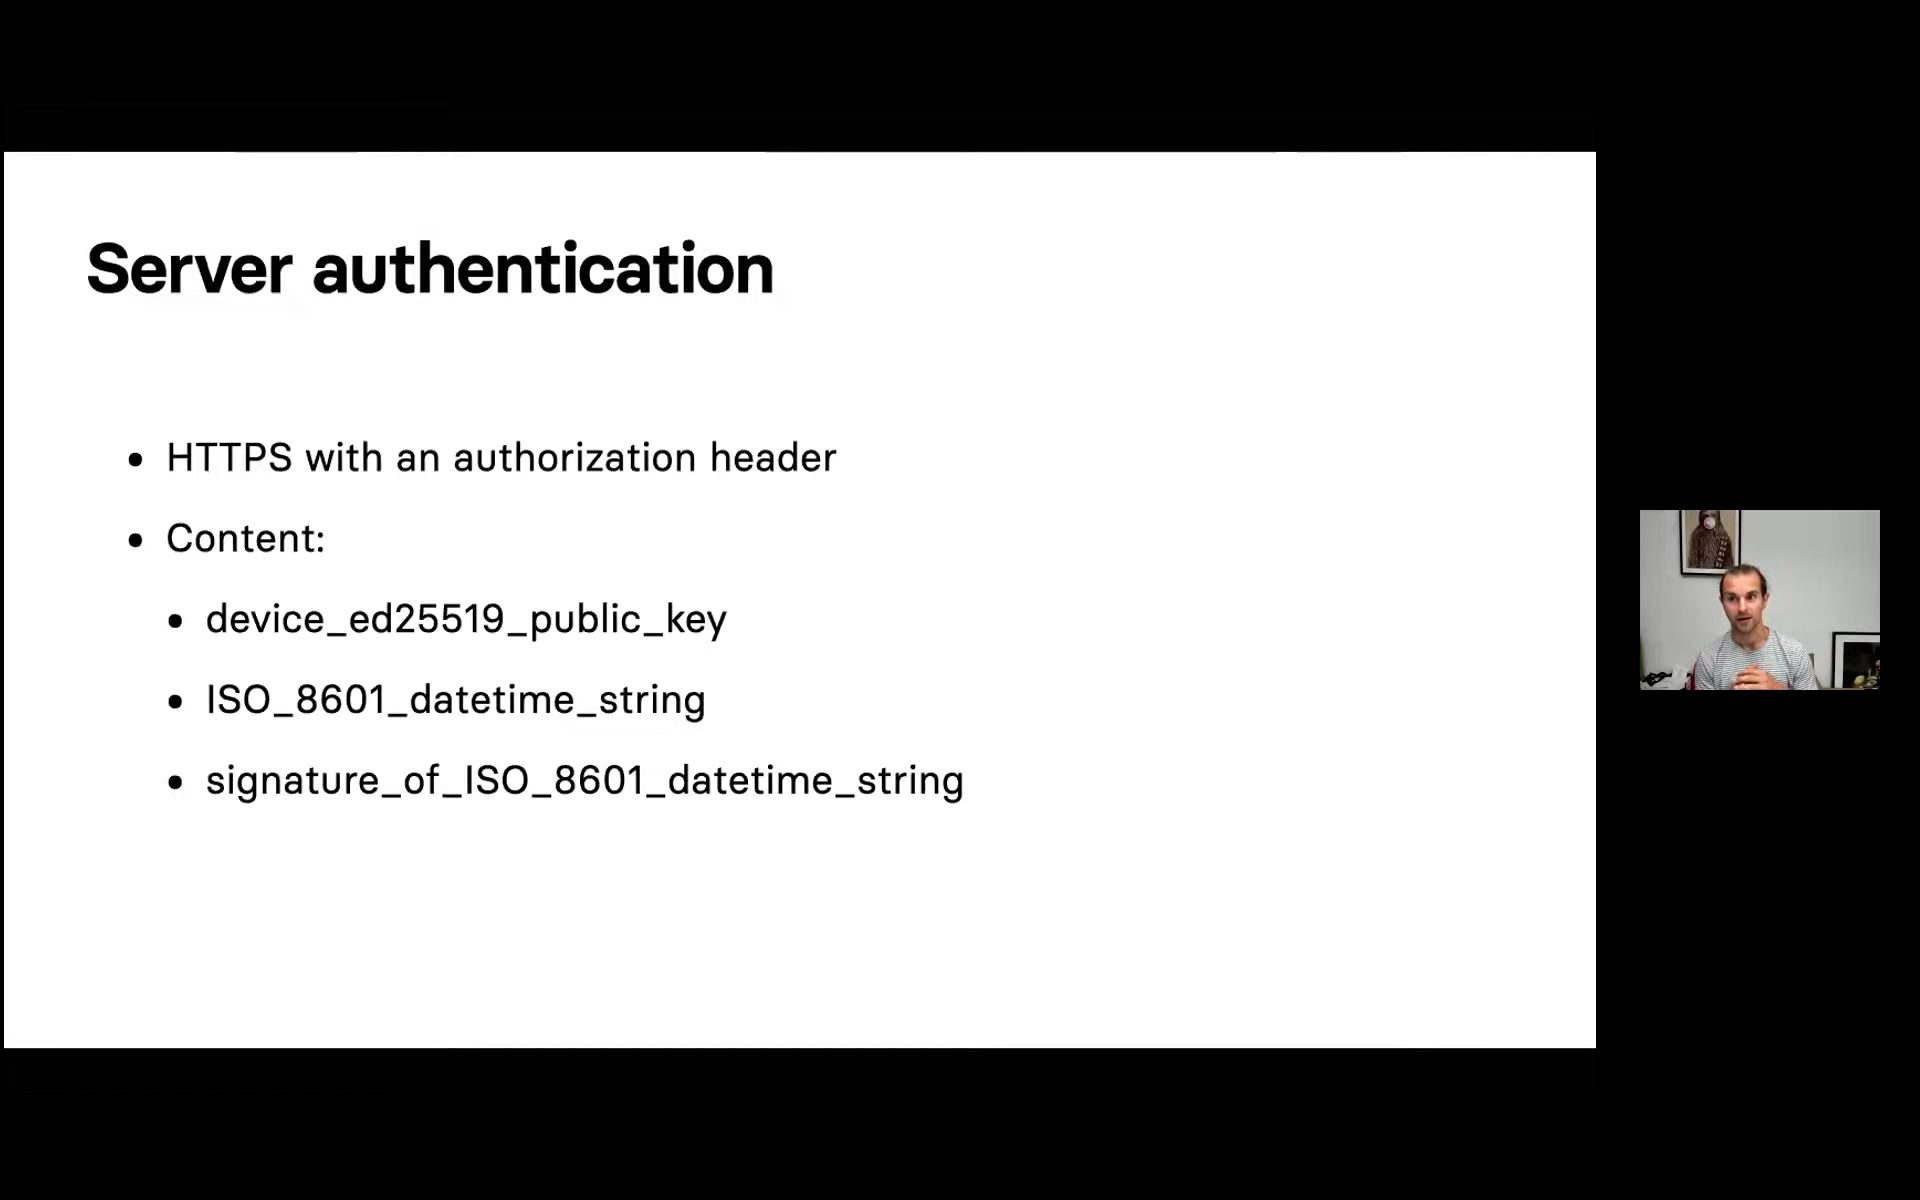 Server authentication
HTTPS with an authorization header
Content:
device_ed25519_public_key
ISO_8601_datetime_string
signature_of_ISO_8601_datetime_string